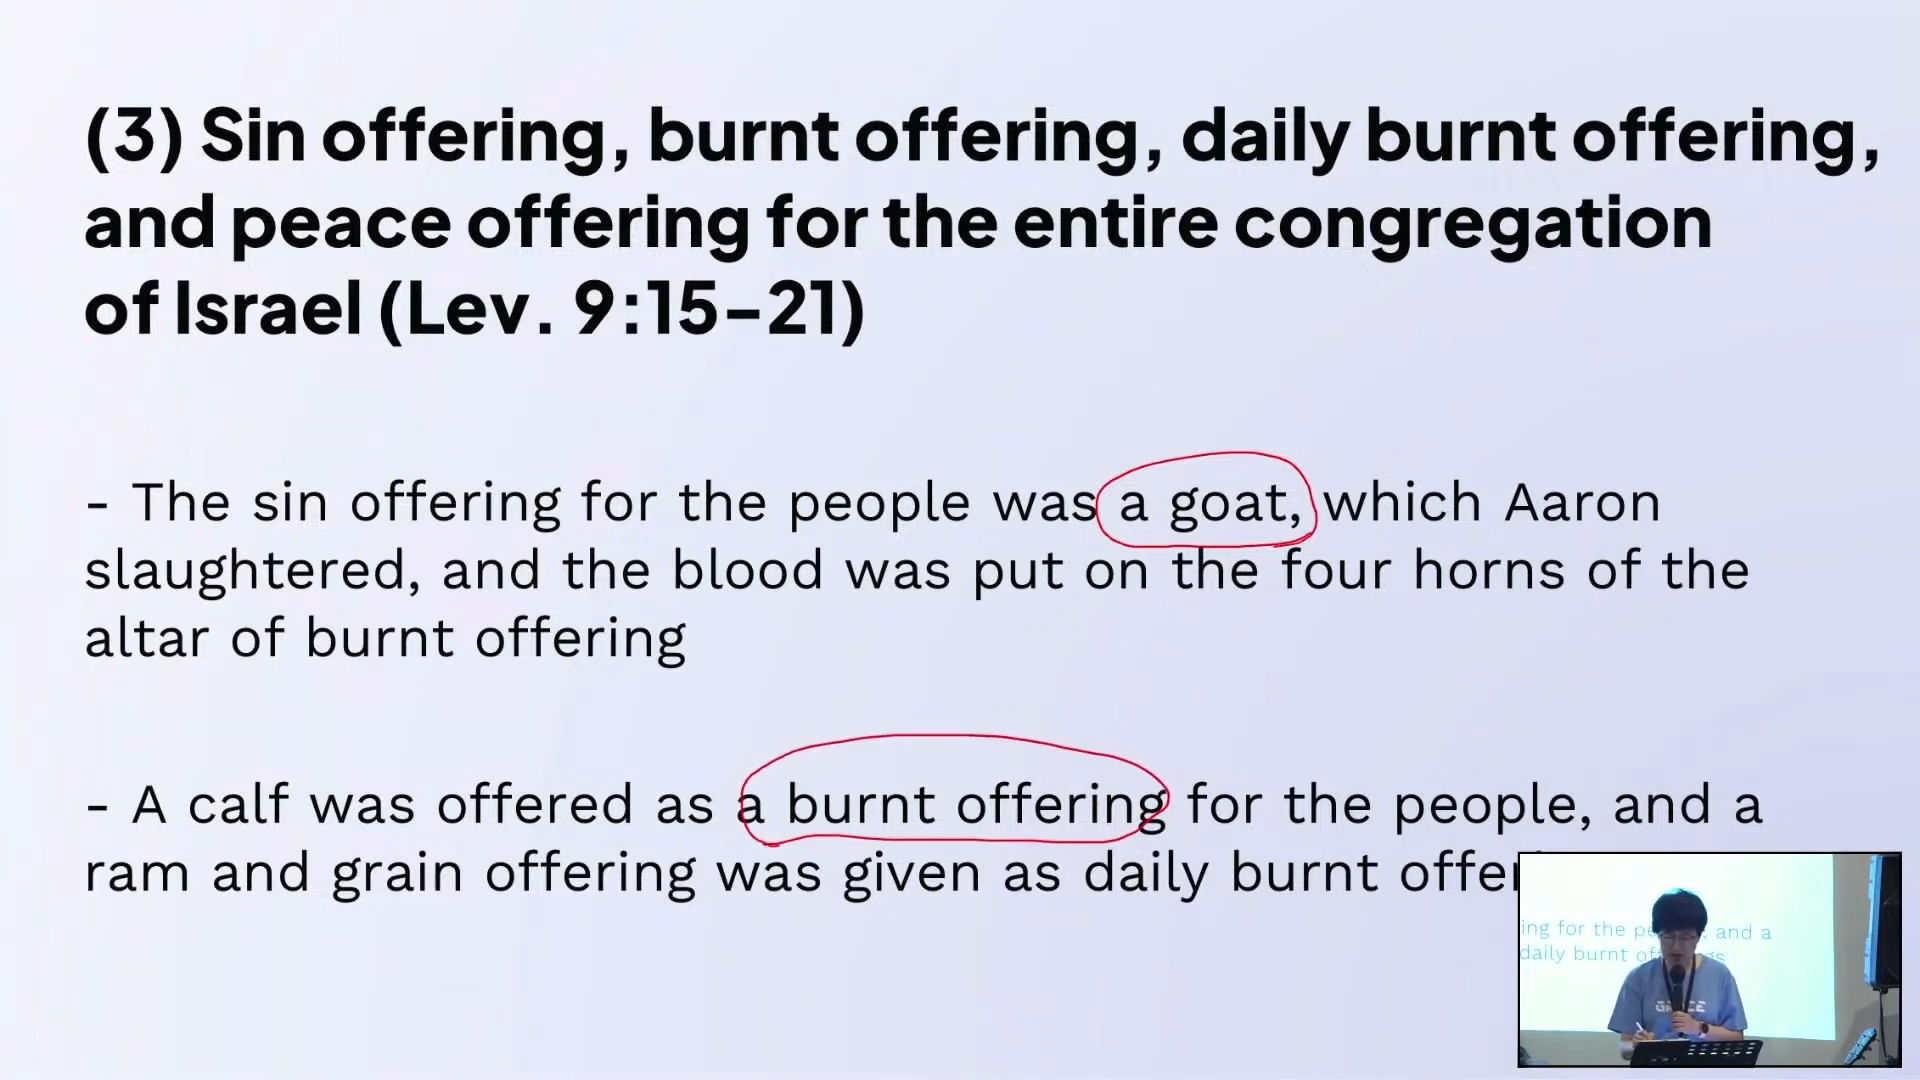 (3) Sin offering, burnt offering, daily burnt offering,
and peace offering for the entire congregation
of Israel (Lev. 9:15–21)
- The sin offering for the people was a goat, which Aaron
slaughtered, and the blood was put on the four horns of the
altar of burnt offering
- A calf was offered as a burnt offering for the people, and a
ram and grain offering was given as daily burnt
ing for the and a
daily burnt